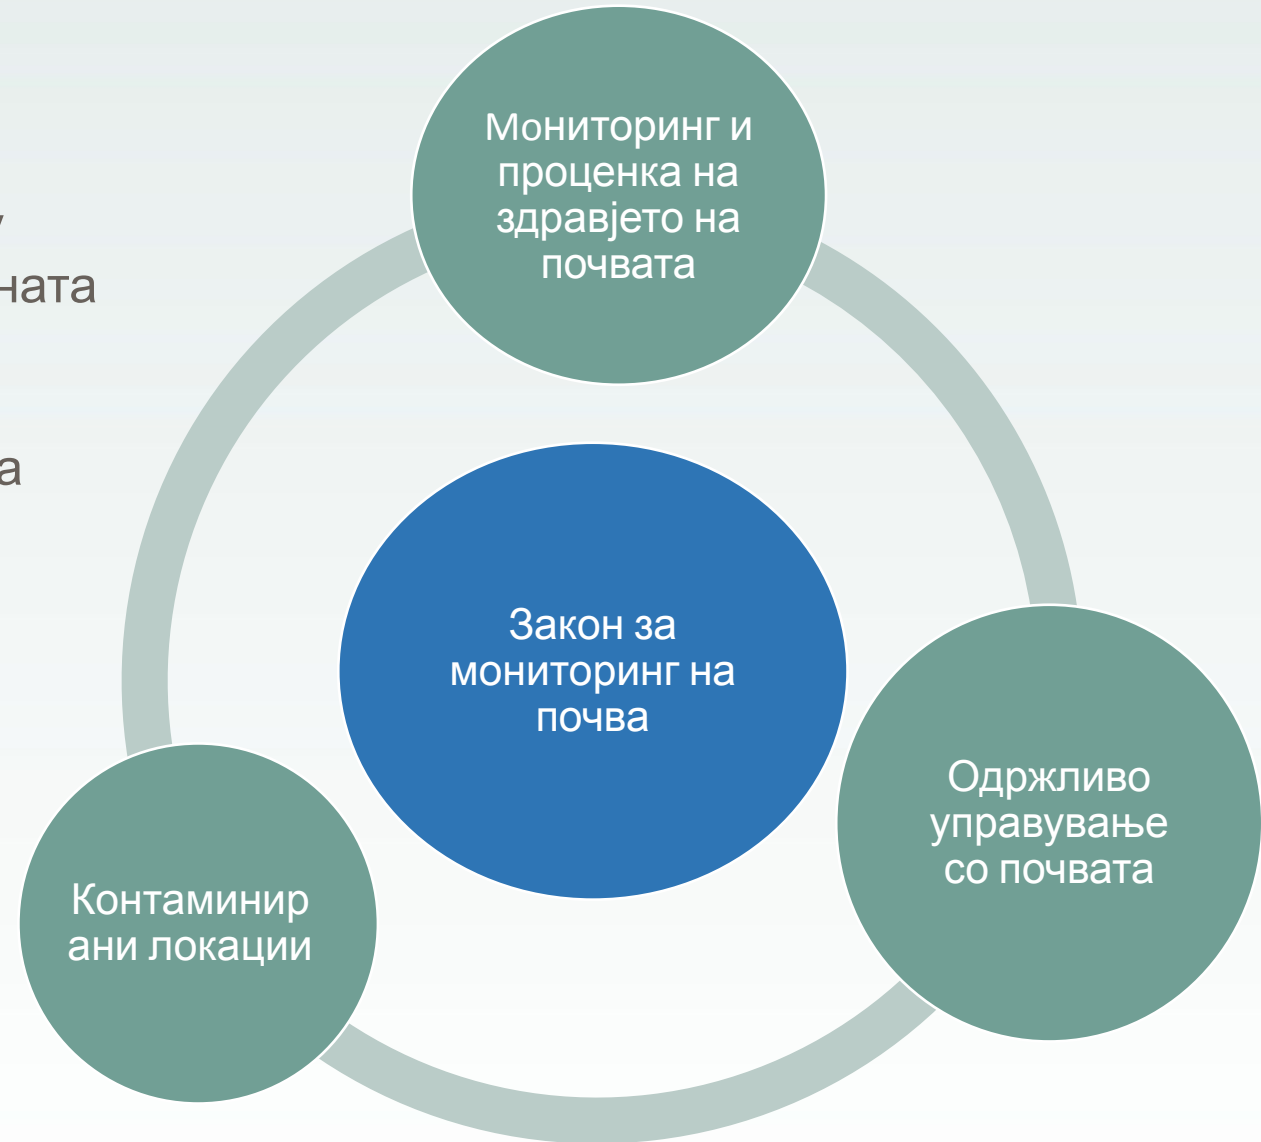 Мониторинг и
проценка на
здравјето на
почвата
ната
а
Закон за
мониторинг на
почва
Одржливо
управување
со почвата
Контаминир
ани локации